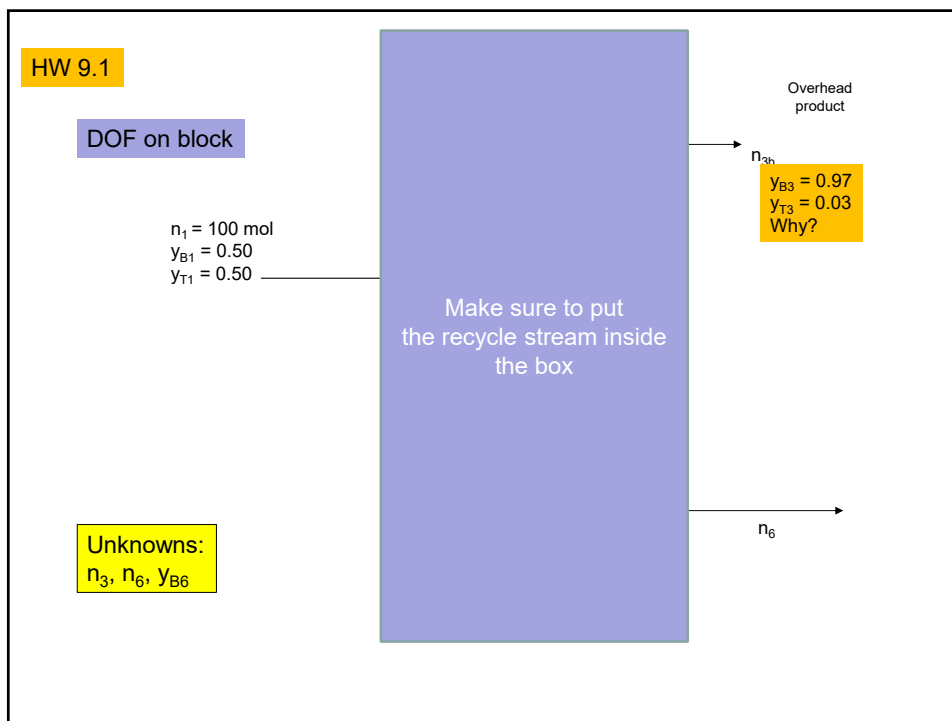 HW 9.1
Overhead
product
DOF on block
n3b
yB3 = 0.97
yT3 = 0.03
Why?
n1 = 100 mol
yB1 = 0.50
yT1 = 0.50
Make sure to put
the recycle stream inside
the box
n6
Unknowns:
n3, n6, yB6